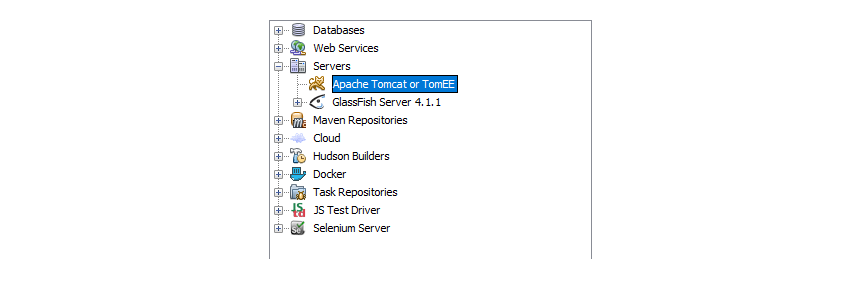 Databases
Web Services
Servers
Apache Tomcat or TomEE
GlassFish Server 4.1.1
Maven Repositories
Cloud
Hudson Builders
Docker
Task Repositories
JS Test Driver
Selenium Server